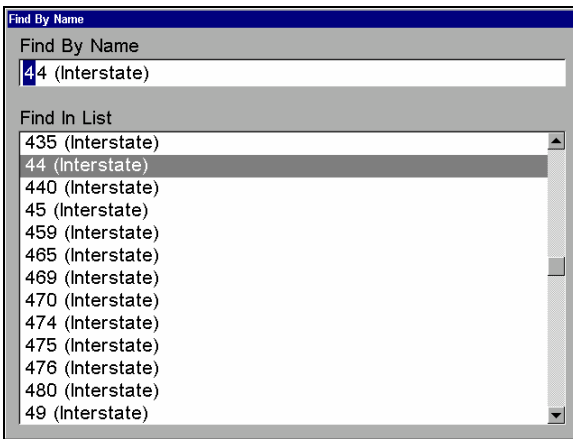 Find By Name
Find By Name
44 (Interstate)
Find In List
435 (Interstate)
44 (Interstate)
440 (Interstate)
45 (Interstate)
459 (Interstate)
465 (Interstate)
469 (Interstate)
470 (Interstate)
474 (Interstate)
475 (Interstate)
476 (Interstate)
480 (Interstate)
49 (Interstate)